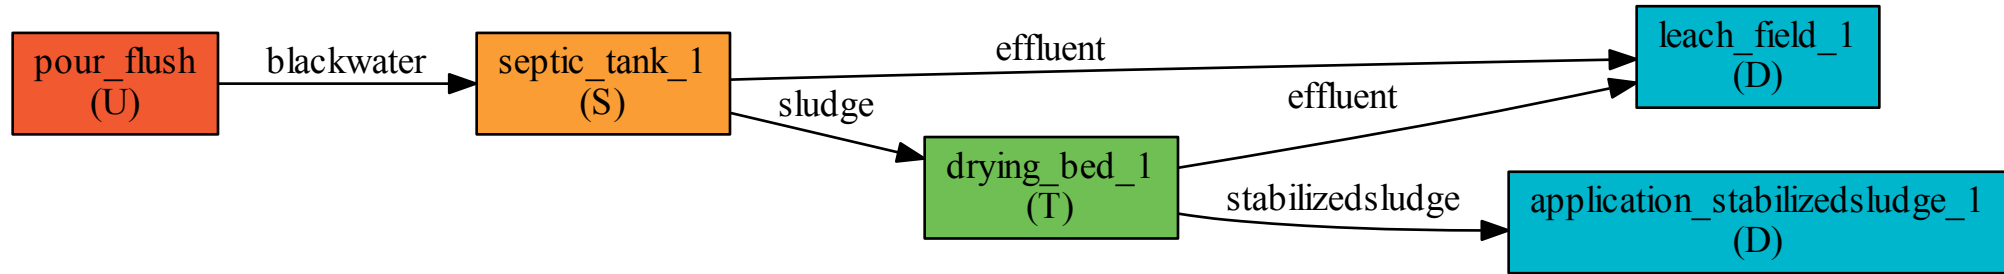 pour_flush
(U)
blackwater
septic_tank_1
(S)
effluent
sludge
drying_bed_1
(T)
effluent
stabilizedsludge
leach_field_1
(D)
application_stabilizedsludge_1
(D)